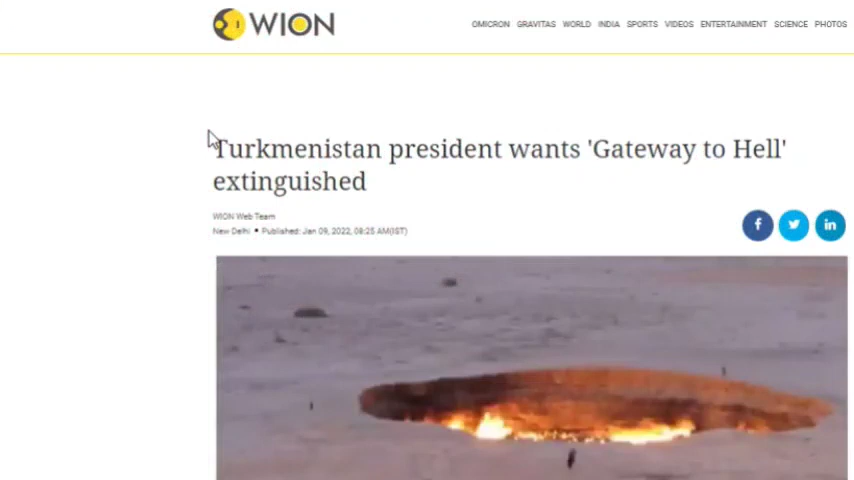 WION
OMICRON GRAVITAS WORLD INDIA SPORTS VIDEOS ENTERTAINMENT SCIENCE PHOTOS
Turkmenistan president wants 'Gateway to Hell'
extinguished
WION Web Team
New Delhi ▪ Published: Jan 09, 2022, 08:25 AM(IST)